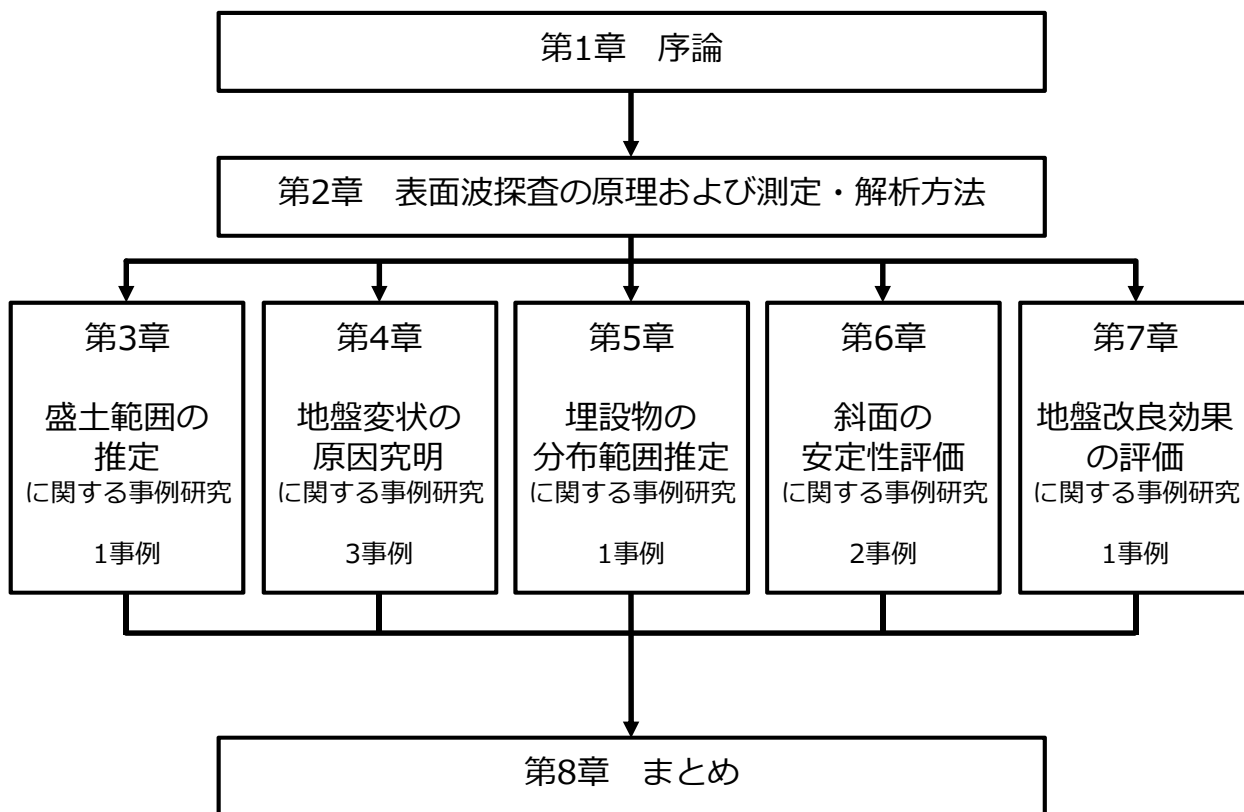 第1章　序論
第2章　表面波探査の原理および測定・解析方法
第3章
盛土範囲の
推定
に関する事例研究
1事例
第4章
地盤変状の
原因究明
に関する事例研究
3事例
第5章
埋設物の
分布範囲推定
に関する事例研究
1事例
第6章
斜面の
安定性評価
に関する事例研究
2事例
第7章
地盤改良効果
の評価
に関する事例研究
1事例
第8章　まとめ